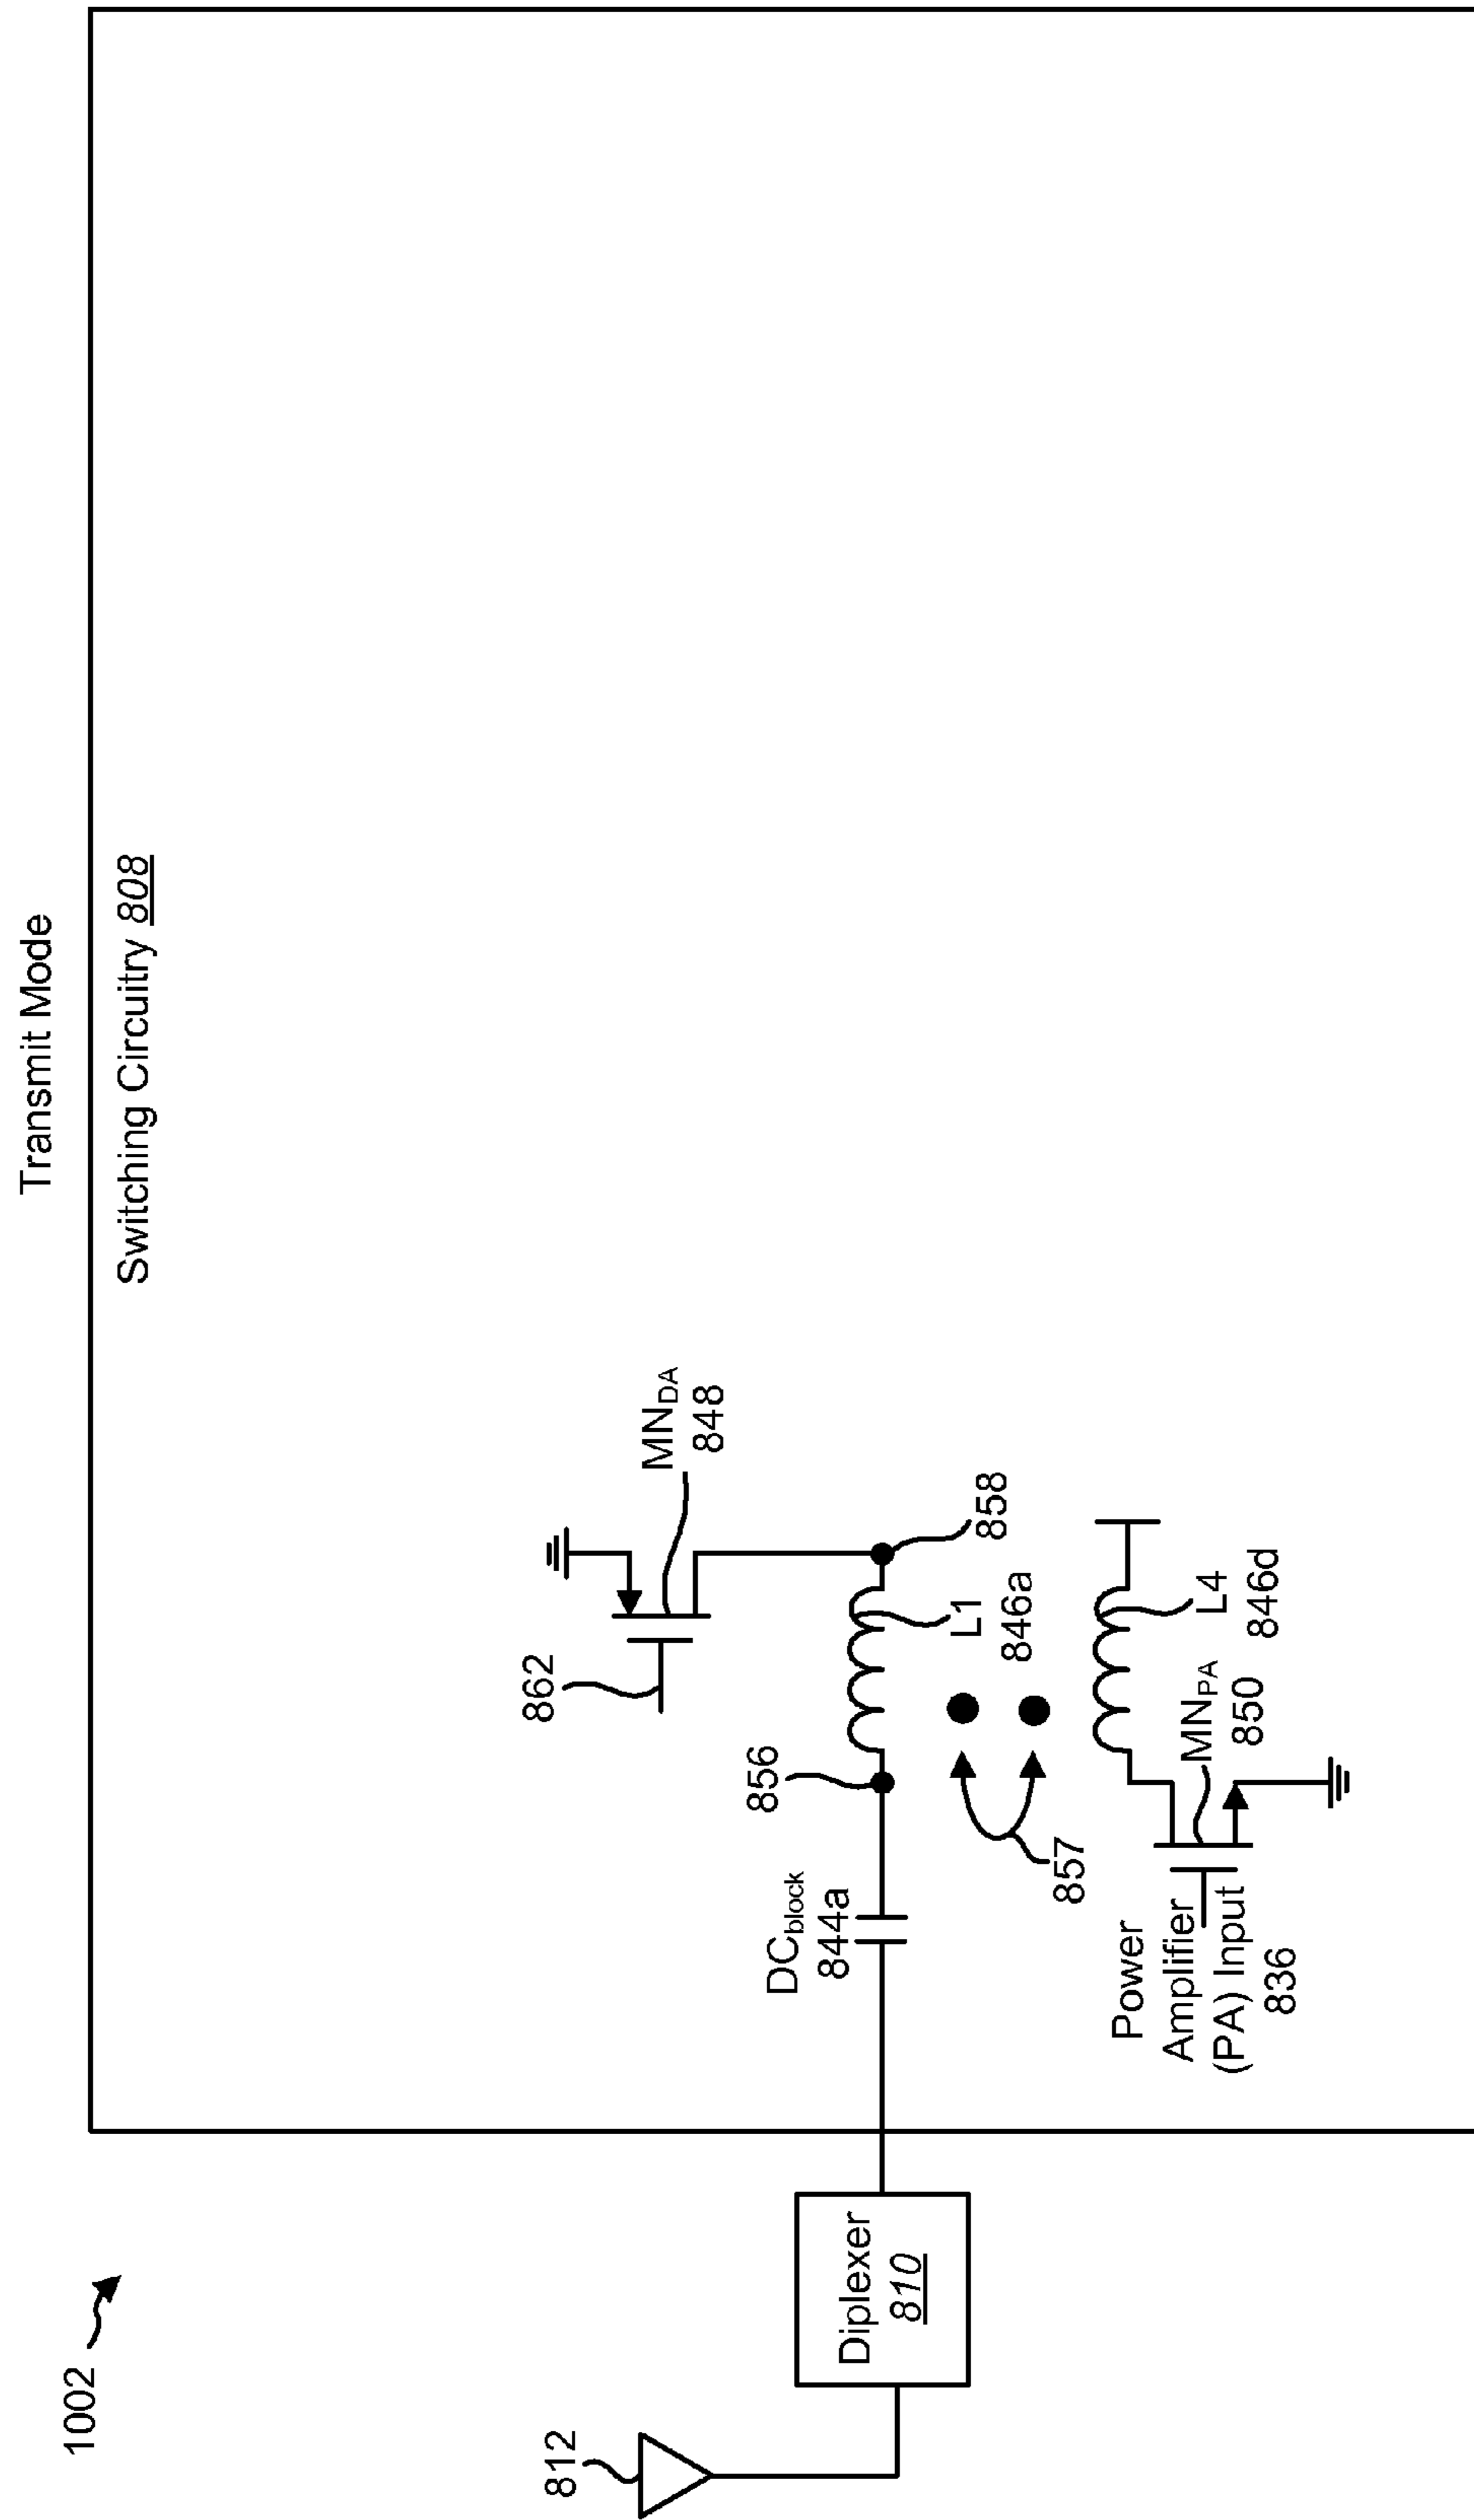 Transmit Mode
1002
Switching Circuitry 808
812
Diplexer
810
DCblock
844a
856
862
MNDA
848
858
L1
846a
857
Power
Amplifier
(PA) Input
836
MNPA
850
L4
846d